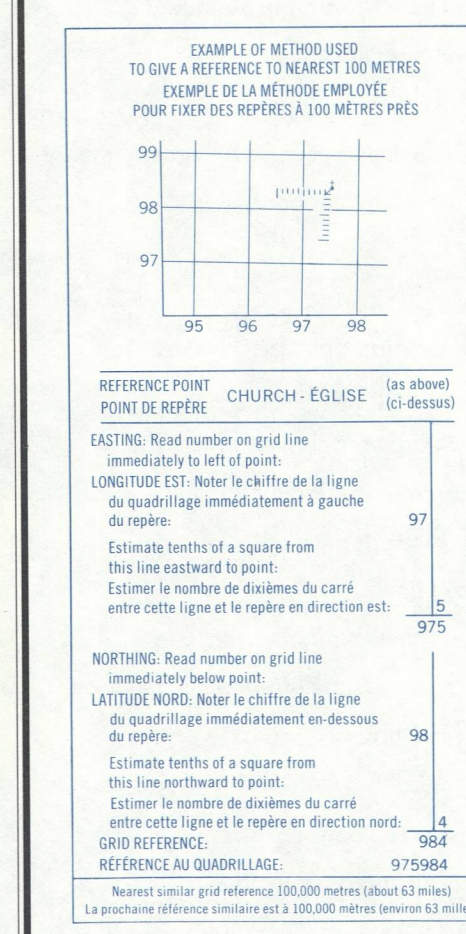 EXAMPLE OF METHOD USED
TO GIVE A REFERENCE TO NEAREST 100 METRES
EXEMPLE DE LA MÉTHODE EMPLOYÉE
POUR FIXER DES REPÈRES À 100 MÈTRES PRÈS
99
98
97
95 96 97 98
REFERENCE POINT
POINT DE REPÈRE
CHURCH - ÉGLISE
(as above)
(ci-dessus)
EASTING: Read number on grid line
immediately to left of point:
LONGITUDE EST: Noter le chiffre de la ligne
du quadrillage immédiatement à gauche
du repère: 97
Estimate tenths of a square from
this line eastward to point:
Estimer le nombre de dixièmes du carré
entre cette ligne et le repère en direction est: 5
975
NORTHING: Read number on grid line
immediately below point:
LATITUDE NORD: Noter le chiffre de la ligne
du quadrillage immédiatement en-dessous
du repère: 98
Estimate tenths of a square from
this line northward to point:
Estimer le nombre de dixièmes du carré
entre cette ligne et le repère en direction nord: 4
GRID REFERENCE: 984
RÉFÉRENCE AU QUADRILLAGE: 975984
Nearest similar grid reference 100,000 metres (about 63 miles)
La prochaine référence similaire est à 100,000 mètres (environ 63 mille